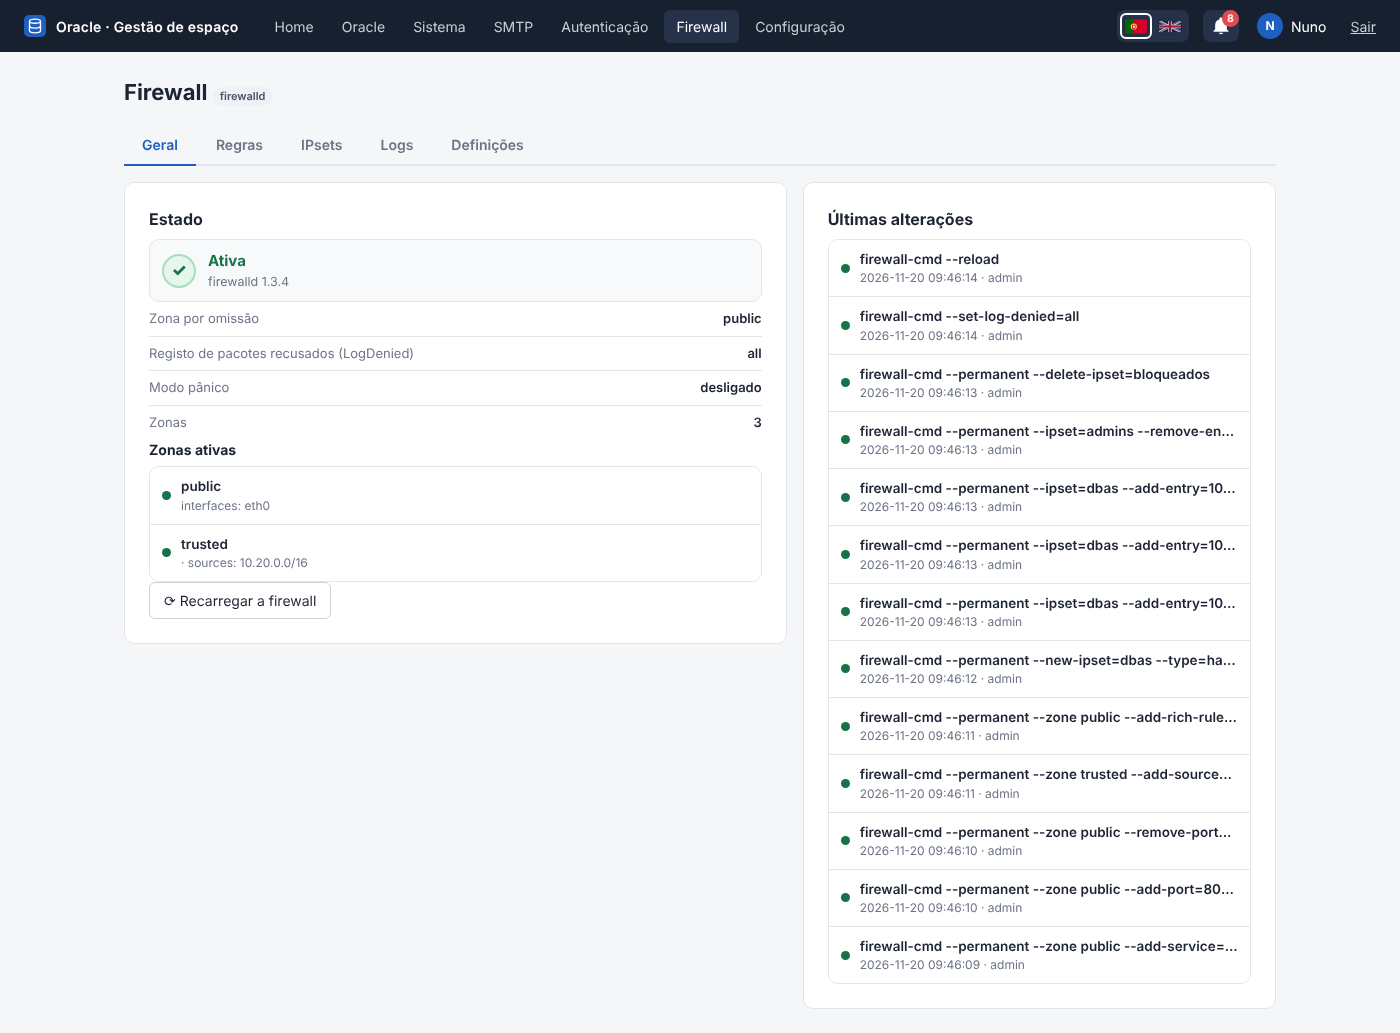 Oracle · Gestão de espaço
Home
Oracle
Sistema
SMTP
Autenticação
Firewall
Configuração
8
N
Nuno
Sair
Firewall
firewalld
Geral
Regras
IPsets
Logs
Definições
Estado
Ativa
firewalld 1.3.4
Zona por omissão
public
Registo de pacotes recusados (LogDenied)
all
Modo pânico
desligado
Zonas
3
Zonas ativas
public
interfaces: eth0
trusted
· sources: 10.20.0.0/16
⟳ Recarregar a firewall
Últimas alterações
firewall-cmd --reload
2026-11-20 09:46:14 · admin
firewall-cmd --set-log-denied=all
2026-11-20 09:46:14 · admin
firewall-cmd --permanent --delete-ipset=bloqueados
2026-11-20 09:46:13 · admin
firewall-cmd --permanent --ipset=admins --remove-en...
2026-11-20 09:46:13 · admin
firewall-cmd --permanent --ipset=dbas --add-entry=10...
2026-11-20 09:46:13 · admin
firewall-cmd --permanent --ipset=dbas --add-entry=10...
2026-11-20 09:46:13 · admin
firewall-cmd --permanent --ipset=dbas --add-entry=10...
2026-11-20 09:46:13 · admin
firewall-cmd --permanent --new-ipset=dbas --type=ha...
2026-11-20 09:46:12 · admin
firewall-cmd --permanent --zone public --add-rich-rule...
2026-11-20 09:46:11 · admin
firewall-cmd --permanent --zone trusted --add-source...
2026-11-20 09:46:11 · admin
firewall-cmd --permanent --zone public --remove-port...
2026-11-20 09:46:10 · admin
firewall-cmd --permanent --zone public --add-port=80...
2026-11-20 09:46:10 · admin
firewall-cmd --permanent --zone public --add-service=...
2026-11-20 09:46:09 · admin